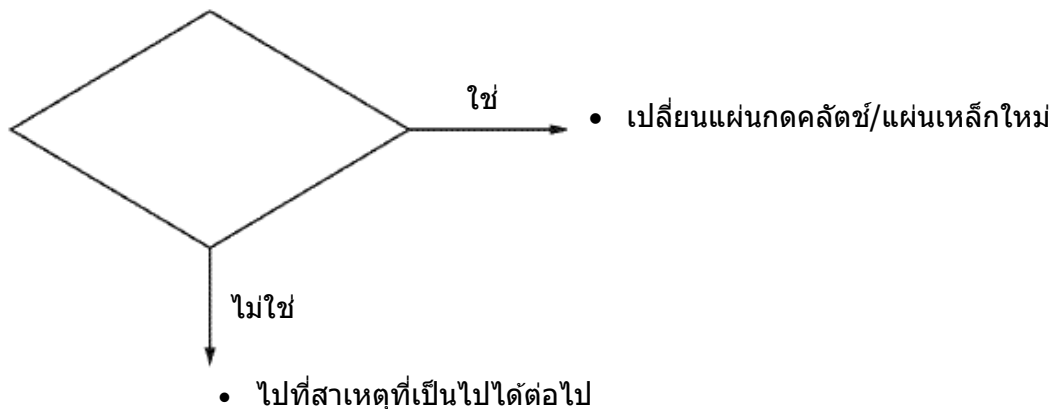 ใช่
• เปลี่ยนแผ่นกดคลัตช์/แผ่นเหล็กใหม่
ไม่ใช่
• ไปที่สาเหตุที่เป็นไปได้ต่อไป